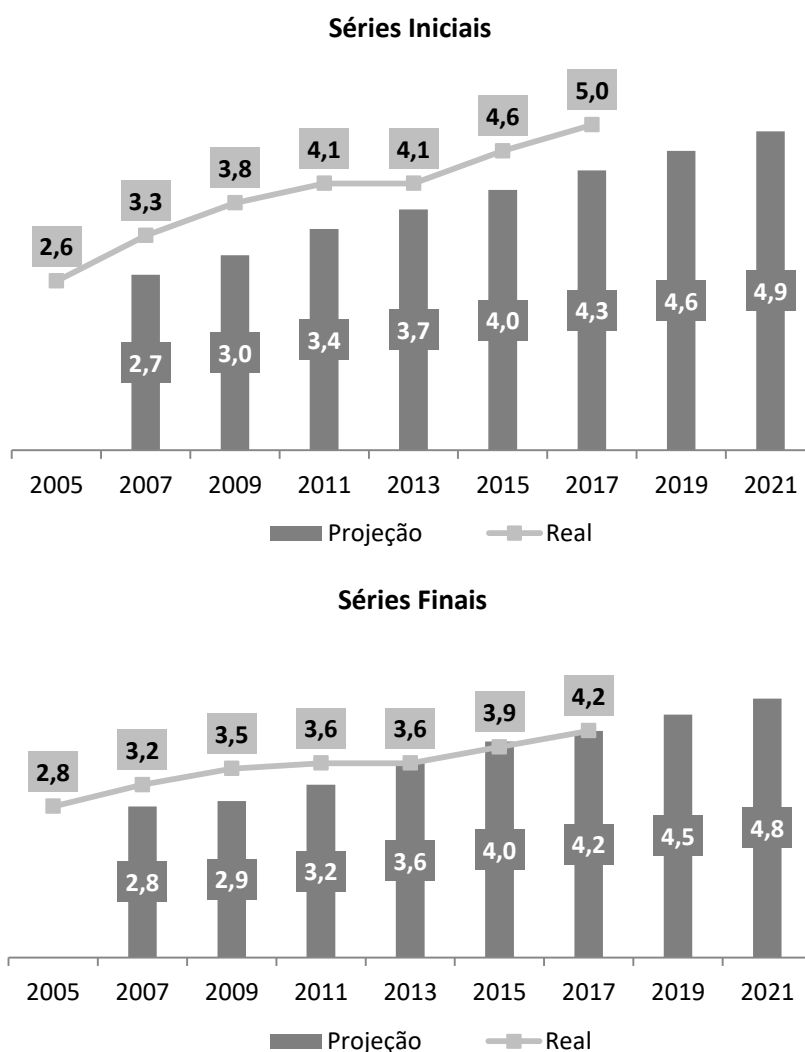 Séries Iniciais
2,6 3,3 3,8 4,1 4,1 4,6 5,0
2,7 3,0 3,4 3,7 4,0 4,3 4,6 4,9
2005 2007 2009 2011 2013 2015 2017 2019 2021
Projeção Real
Séries Finais
2,8 3,2 3,5 3,6 3,6 3,9 4,2
2,8 2,9 3,2 3,6 4,0 4,2 4,5 4,8
2005 2007 2009 2011 2013 2015 2017 2019 2021
Projeção Real